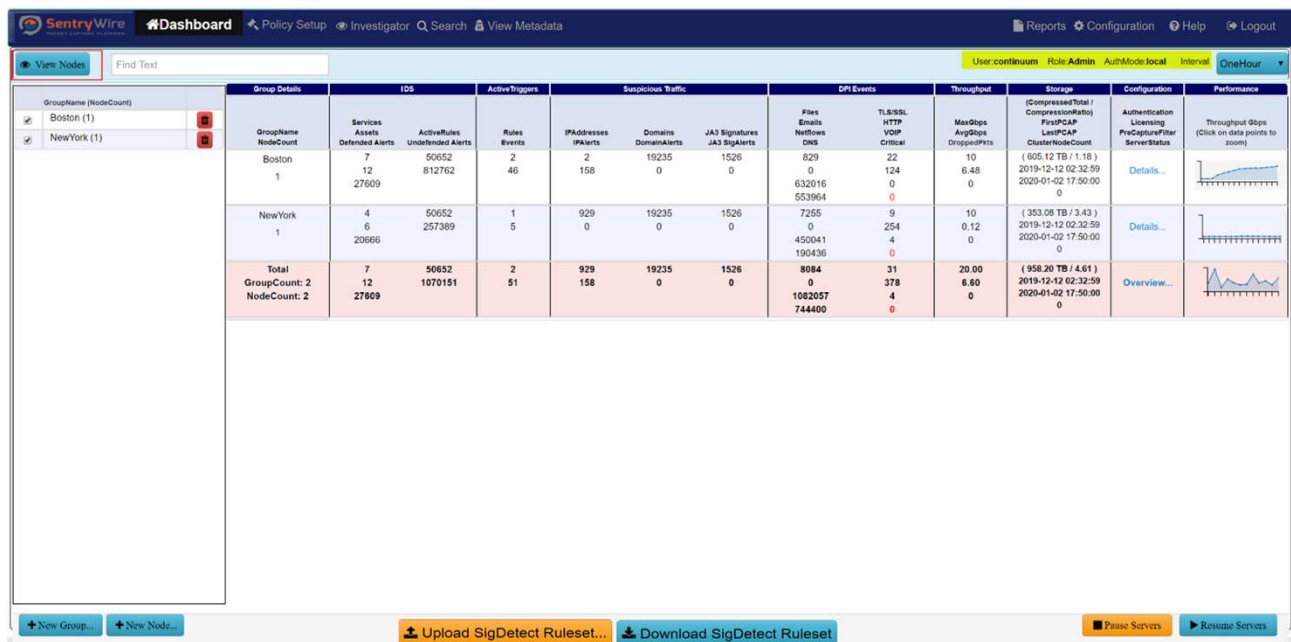 SentryWire Dashboard Policy Setup Investigator Search View Metadata Reports Configuration Help Logout
PACKET CAPTURE PLATFORM
View Nodes Find Text User:continuum Role:Admin AuthMode:local Interval OneHour
GroupName (NodeCount)
Boston (1)
NewYork (1)
Group Details IDS ActiveTriggers Suspicious Traffic DPI Events Throughput Storage Configuration Performance
GroupName
NodeCount
Services
Assets
Defended Alerts
ActiveRules
Undefended Alerts
Rules
Events
IPAddresses
IPAlerts
Domains
DomainAlerts
JA3 Signatures
JA3 SigAlerts
Files
Emails
Netflows
DNS
TLS/SSL
HTTP
VOIP
Critical
MaxGbps
AvgGbps
DroppedPkts
(CompressedTotal /
CompressionRatio)
FirstPCAP
LastPCAP
ClusterNodeCount
Authentication
Licensing
PreCaptureFilter
ServerStatus
Throughput Gbps
(Click on data points to
zoom)
Boston 7 50652 2 2 19235 1526 829 22 10 ( 605.12 TB / 1.18 )
1 12 812762 46 158 0 0 0 124 6.48 2019-12-12 02:32:59 Details...
27609 632016 0 0 2020-01-02 17:50:00
553964 0 0
NewYork 4 50652 1 929 19235 1526 7255 9 10 ( 353.08 TB / 3.43 )
1 6 257389 5 0 0 0 0 254 0.12 2019-12-12 02:32:59 Details...
20666 450041 4 0 2020-01-02 17:50:00
190436 0 0
Total 7 50652 2 929 19235 1526 8084 31 20.00 ( 958.20 TB / 4.61 )
GroupCount: 2 12 1070151 51 158 0 0 0 378 6.60 2019-12-12 02:32:59 Overview...
NodeCount: 2 27609 1082057 4 0 2020-01-02 17:50:00
744400 0 0
New Group... New Node... Upload SigDetect Ruleset... Download SigDetect Ruleset Pause Servers Resume Servers